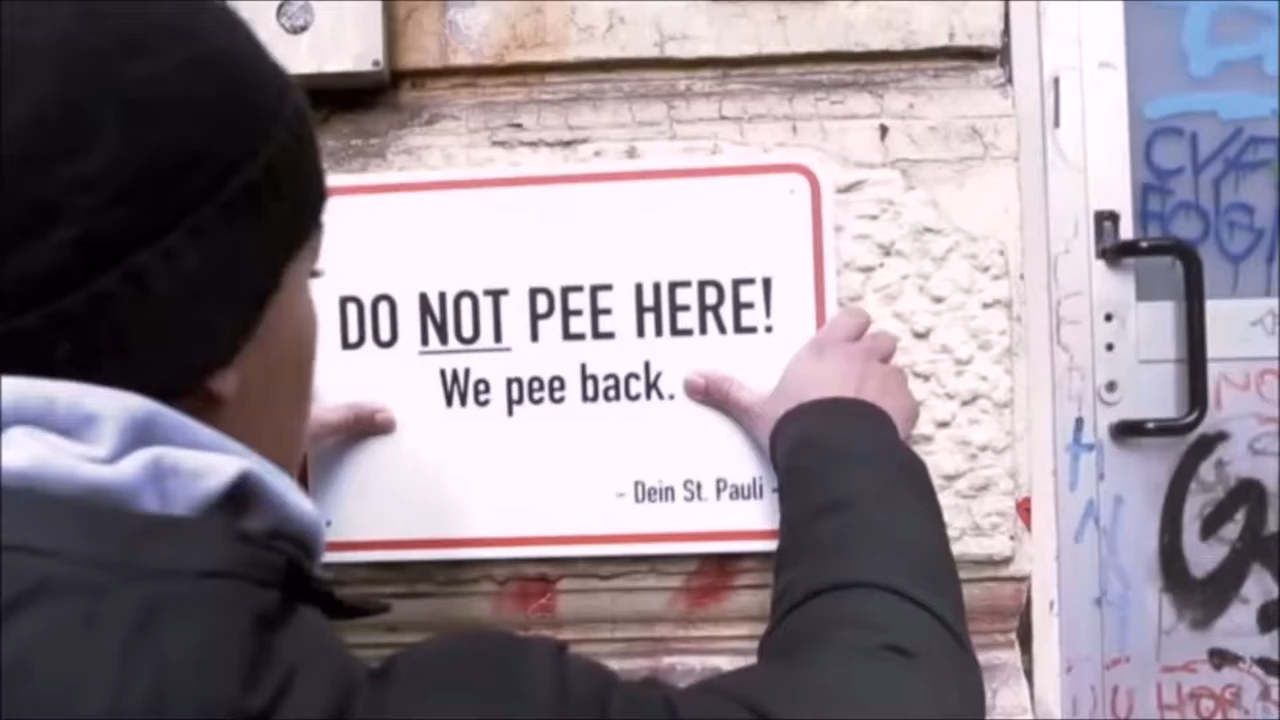 DO NOT PEE HERE!
We pee back.
- Dein St. Pauli -